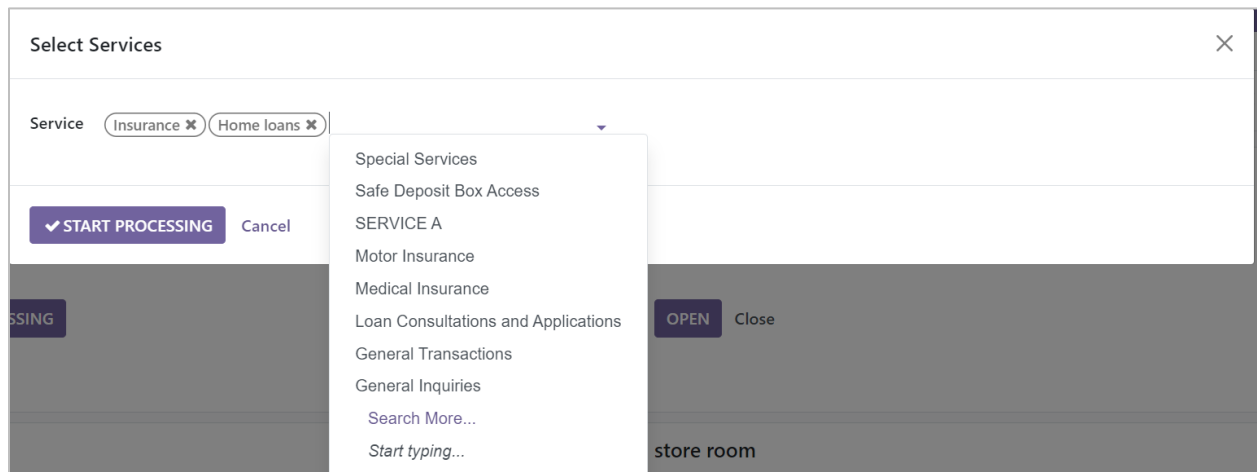 Select Services
Service Insurance ✖ Home loans ✖
Special Services
Safe Deposit Box Access
SERVICE A
Motor Insurance
Medical Insurance
Loan Consultations and Applications
General Transactions
General Inquiries
Search More...
Start typing...
✔ START PROCESSING Cancel
SSING
OPEN Close
store room